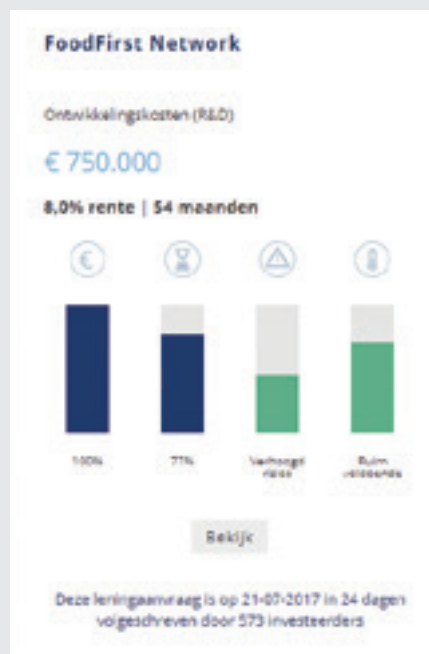 FoodFirst Network
Ontwikkelingskosten (R&D)
€ 750.000
8,0% rente | 54 maanden
€
100%
77%
Verhoogd
risico
Ruim
voldoende
Bekijk
Deze leningaanvraag is op 21-07-2017 in 24 dagen
volgeschreven door 573 investeerders